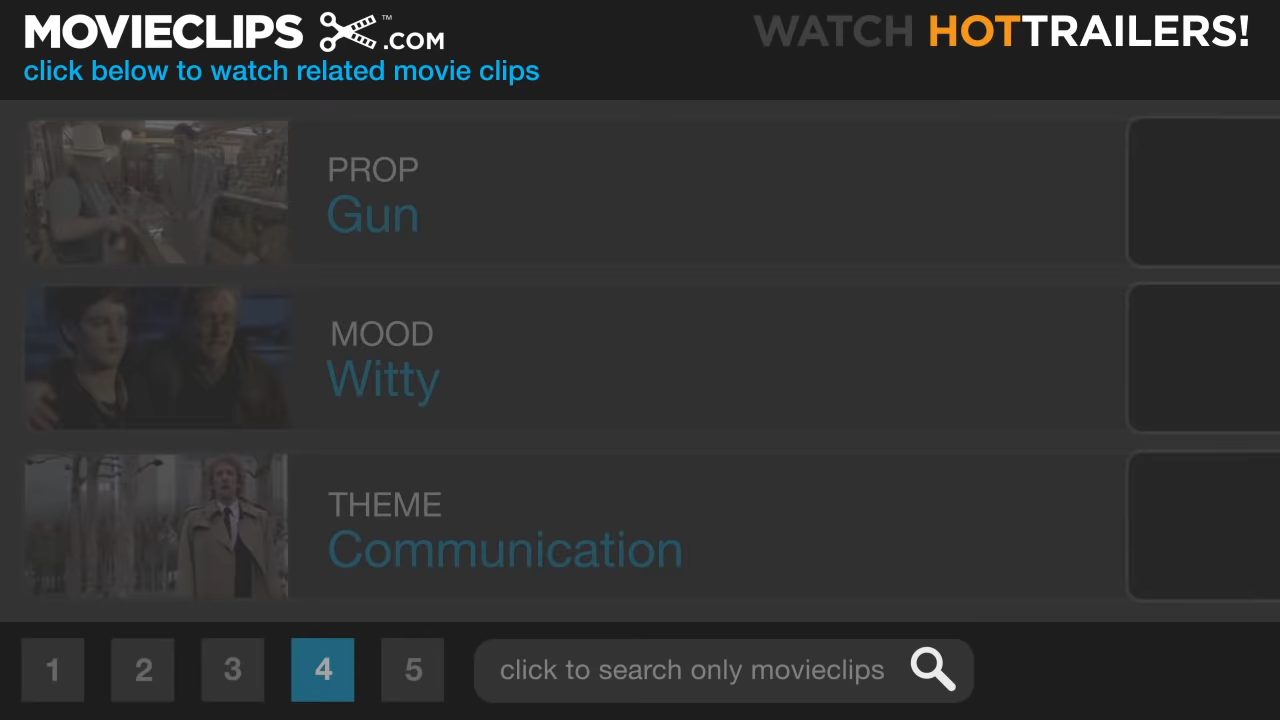 MOVIECLIPS ™ .COM
WATCH HOTTRAILERS!
click below to watch related movie clips
PROP
Gun
MOOD
Witty
THEME
Communication
1 2 3 4 5
click to search only movieclips